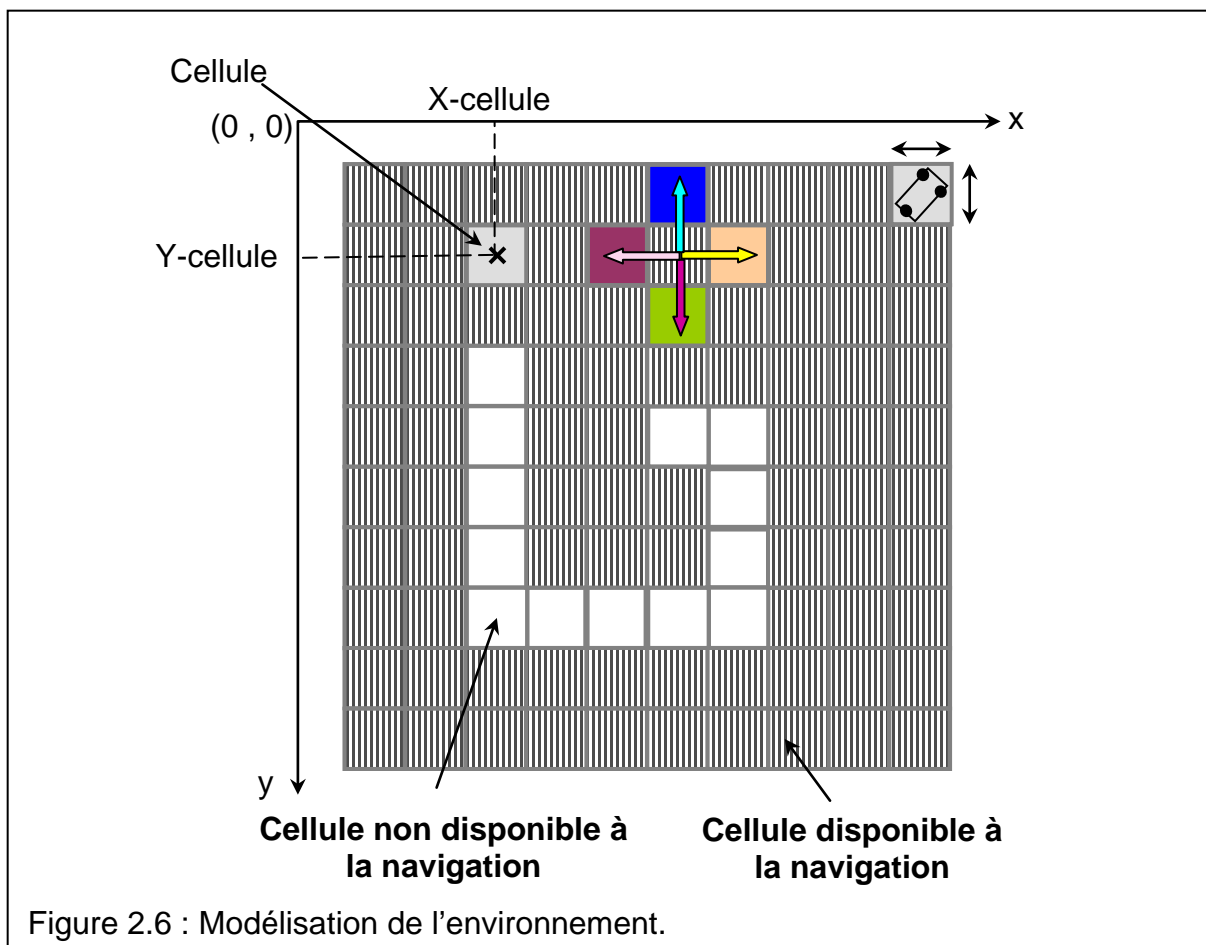 Cellule
X-cellule
(0 , 0)
x
Y-cellule
y
Cellule non disponible à
la navigation
Cellule disponible à
la navigation
Figure 2.6 : Modélisation de l’environnement.